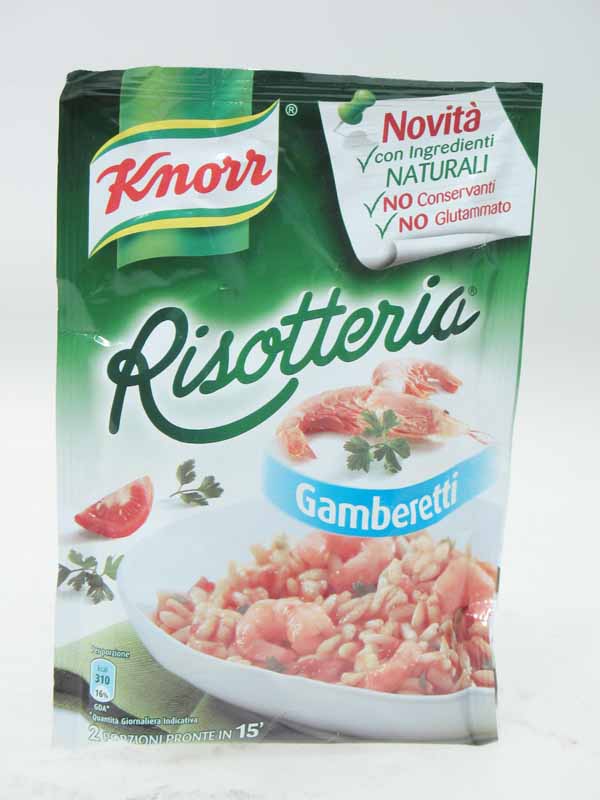 Knorr®
Novità
con Ingredienti
NATURALI
NO Conservanti
NO Glutammato
Risotteria®
Gamberetti
porzione
kcal
310
16%
GDA*
*Quantità Giornaliera Indicativa
2 PORZIONI PRONTE IN 15'